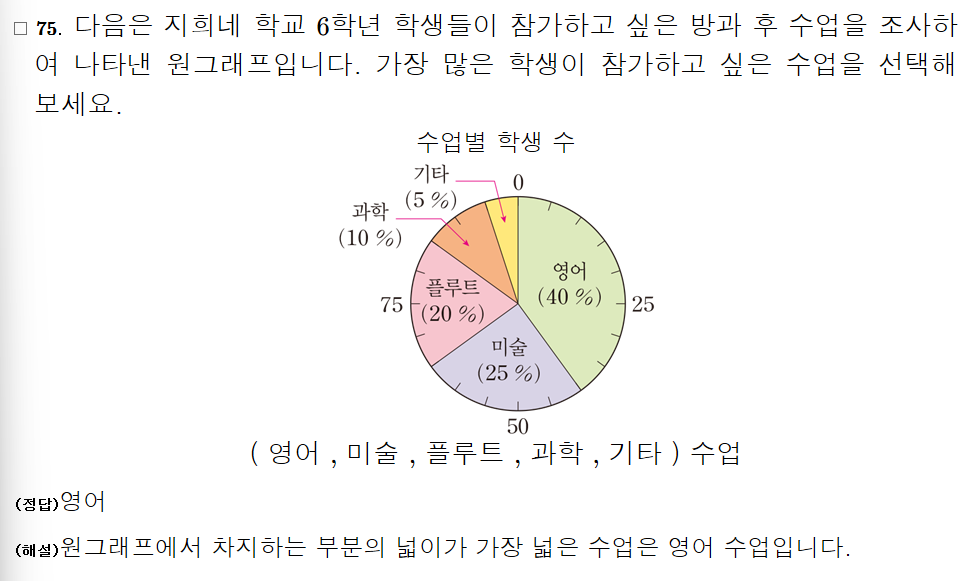 □ 75. 다음은 지희네 학교 6학년 학생들이 참가하고 싶은 방과 후 수업을 조사하
여 나타낸 원그래프입니다. 가장 많은 학생이 참가하고 싶은 수업을 선택해
보세요.
수업별 학생 수
기타
(5 %)
0
과학
(10 %)
영어
(40 %)
플루트
(20 %)
75
25
미술
(25 %)
50
( 영어 , 미술 , 플루트 , 과학 , 기타 ) 수업
(정답)영어
(해설)원그래프에서 차지하는 부분의 넓이가 가장 넓은 수업은 영어 수업입니다.